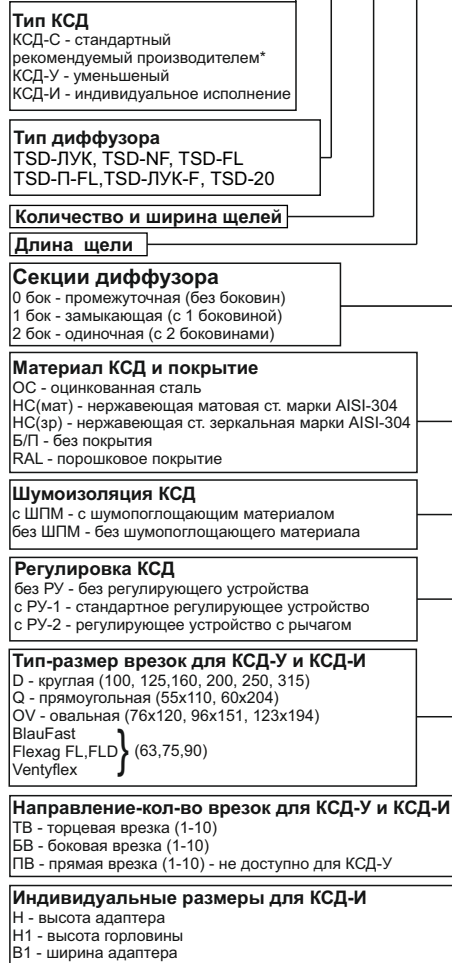 Тип КСД
КСД-С - стандартный
рекомендуемый производителем*
КСД-У - уменьшеный
КСД-И - индивидуальное исполнение
Тип диффузора
TSD-ЛУК, TSD-NF, TSD-FL
TSD-П-FL,TSD-ЛУК-F, TSD-20
Количество и ширина щелей
Длина щели
Секции диффузора
0 бок - промежуточная (без боковин)
1 бок - замыкающая (с 1 боковиной)
2 бок - одиночная (с 2 боковинами)
Материал КСД и покрытие
ОС - оцинкованная сталь
НС(мат) - нержавеющая матовая ст. марки AISI-304
НС(зр) - нержавеющая ст. зеркальная марки AISI-304
Б/П - без покрытия
RAL - порошковое покрытие
Шумоизоляция КСД
с ШПМ - с шумопоглощающим материалом
без ШПМ - без шумопоглощающего материала
Регулировка КСД
без РУ - без регулирующего устройства
с РУ-1 - стандартное регулирующее устройство
с РУ-2 - регулирующее устройство с рычагом
Тип-размер врезок для КСД-У и КСД-И
D - круглая (100, 125,160, 200, 250, 315)
Q - прямоугольная (55x110, 60x204)
OV - овальная (76x120, 96x151, 123x194)
BlauFast
Flexag FL,FLD } (63,75,90)
Ventyflex
Направление-кол-во врезок для КСД-У и КСД-И
ТВ - торцевая врезка (1-10)
БВ - боковая врезка (1-10)
ПВ - прямая врезка (1-10) - не доступно для КСД-У
Индивидуальные размеры для КСД-И
Н - высота адаптера
Н1 - высота горловины
В1 - ширина адаптера